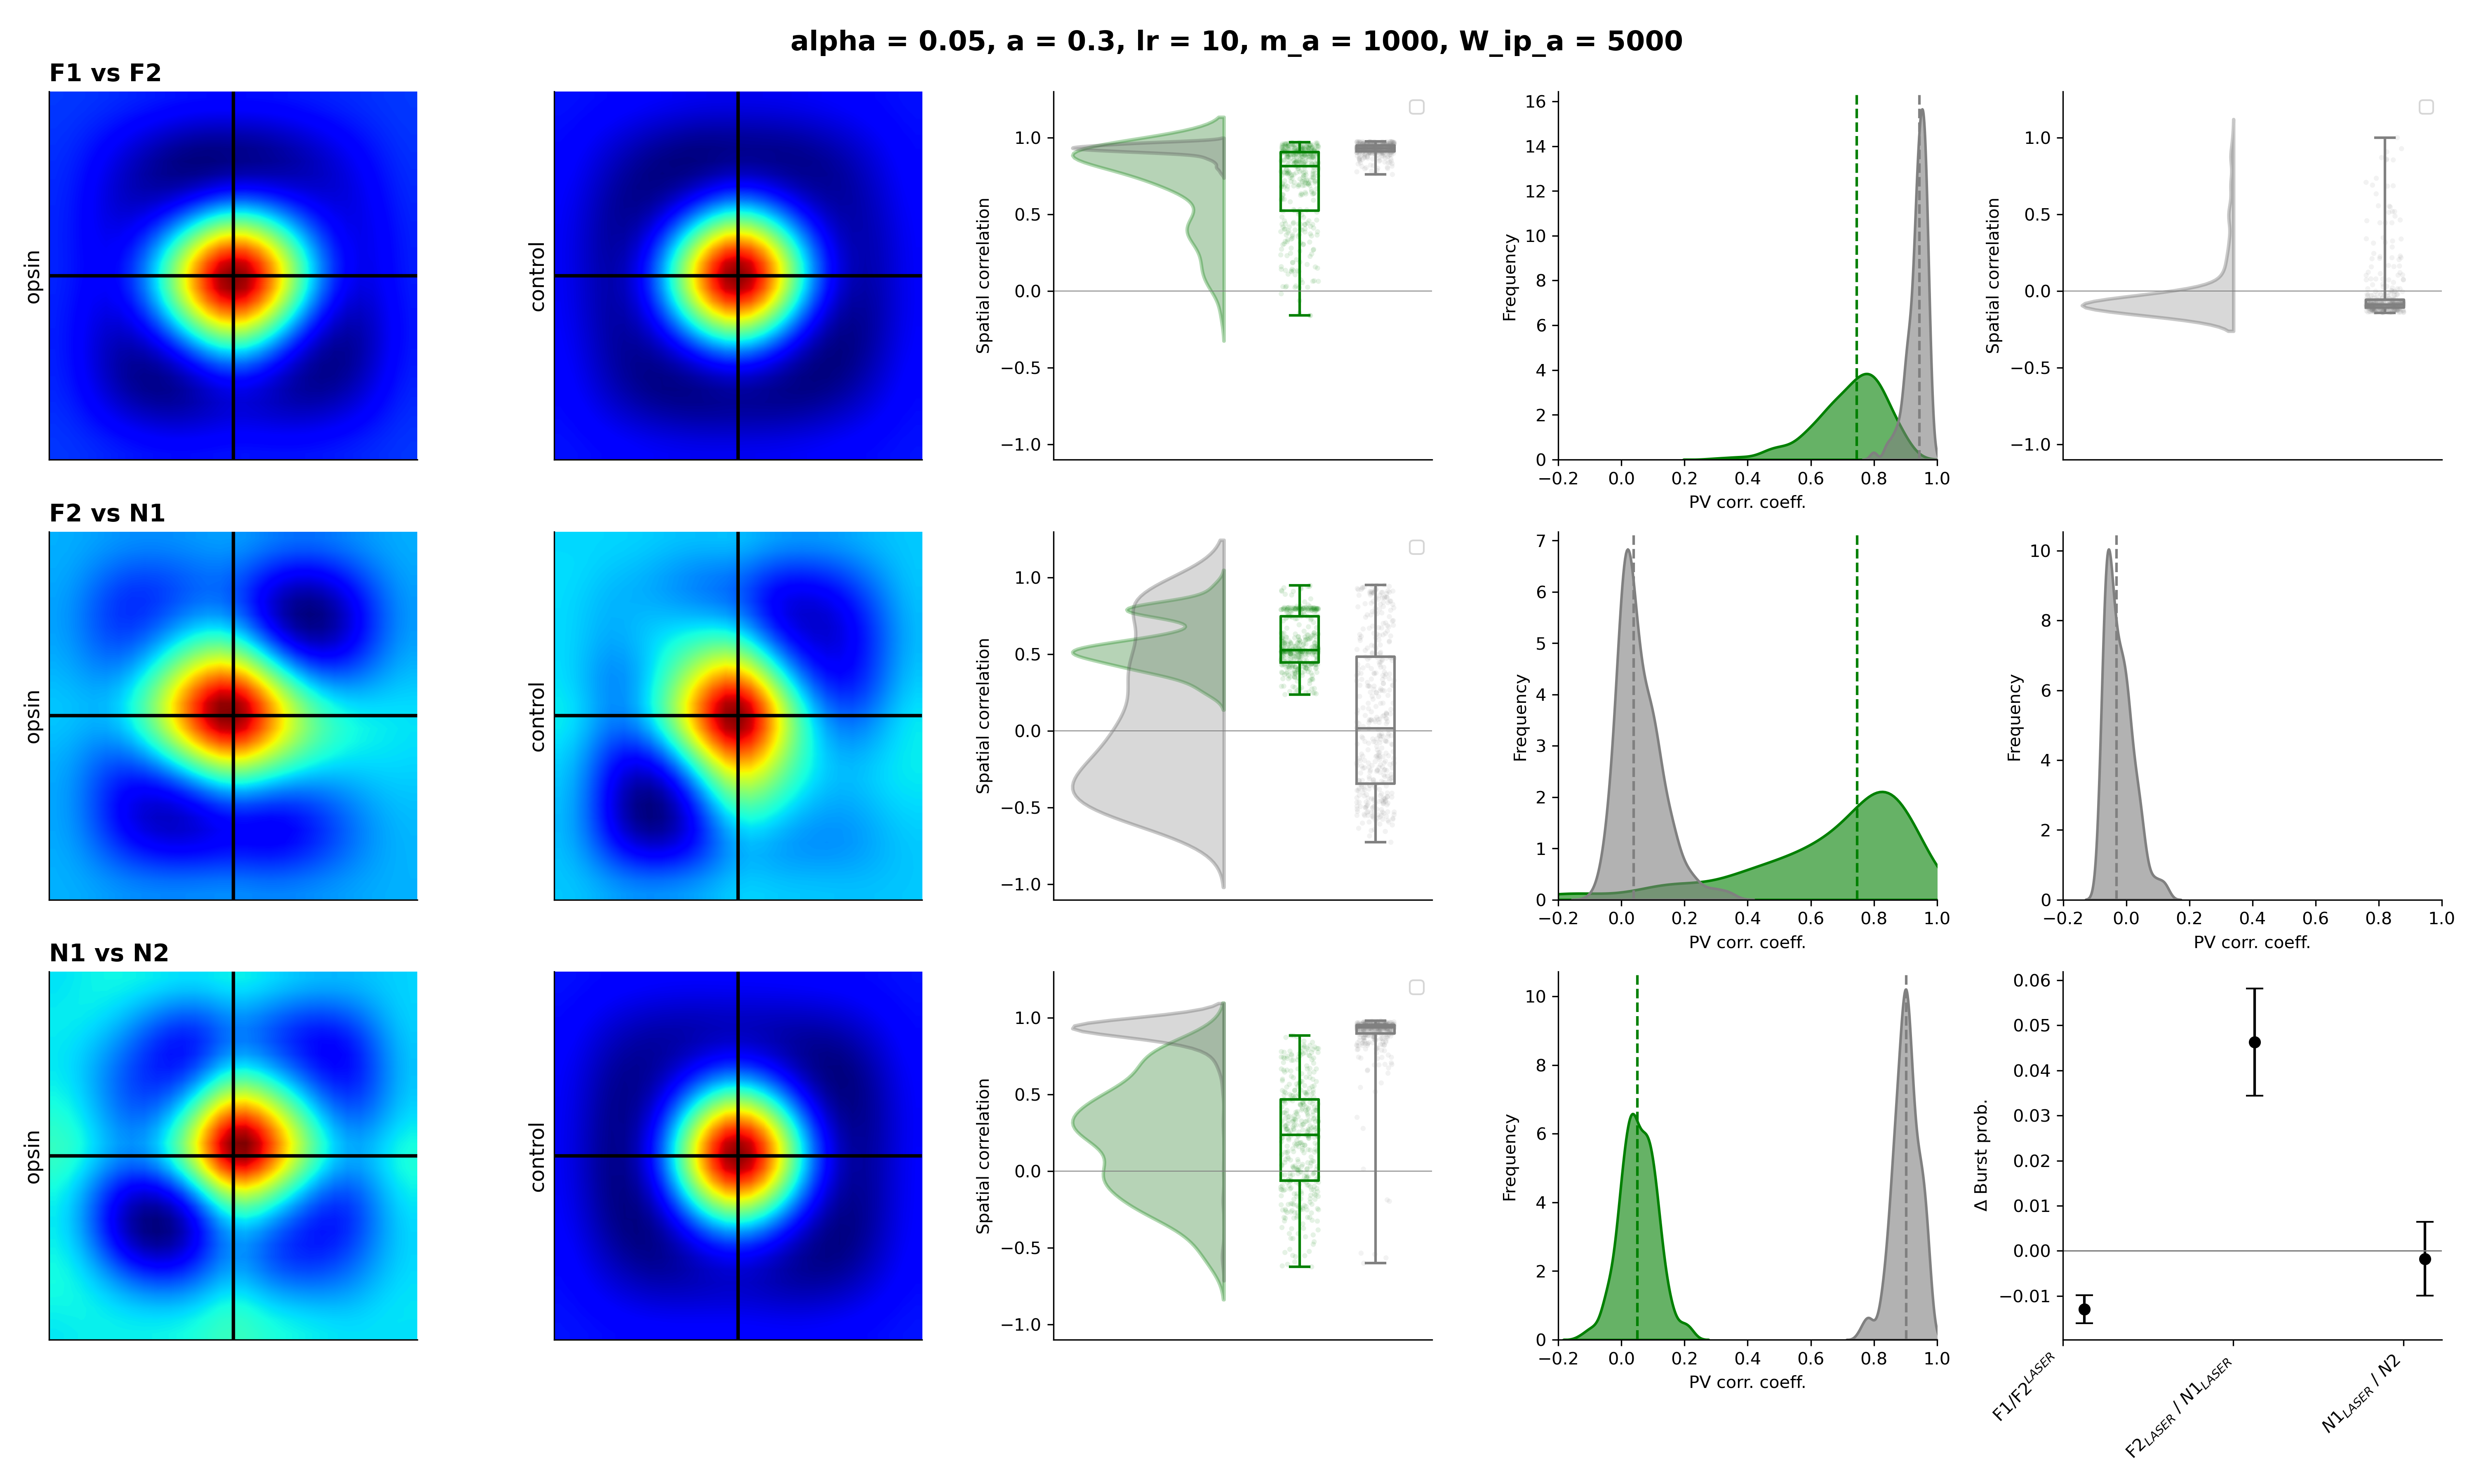 alpha = 0.05, a = 0.3, lr = 10, m_a = 1000, W_ip_a = 5000
F1 vs F2
opsin
control
Spatial correlation
1.0
0.5
0.0
−0.5
−1.0
Frequency
16
14
12
10
8
6
4
2
0
−0.2 0.0 0.2 0.4 0.6 0.8 1.0
PV corr. coeff.
Spatial correlation
1.0
0.5
0.0
−0.5
−1.0
F2 vs N1
opsin
control
Spatial correlation
1.0
0.5
0.0
−0.5
−1.0
Frequency
7
6
5
4
3
2
1
0
−0.2 0.0 0.2 0.4 0.6 0.8 1.0
PV corr. coeff.
Frequency
10
8
6
4
2
0
−0.2 0.0 0.2 0.4 0.6 0.8 1.0
PV corr. coeff.
N1 vs N2
opsin
control
Spatial correlation
1.0
0.5
0.0
−0.5
−1.0
Frequency
10
8
6
4
2
0
−0.2 0.0 0.2 0.4 0.6 0.8 1.0
PV corr. coeff.
Δ Burst prob.
0.06
0.05
0.04
0.03
0.02
0.01
0.00
−0.01
F1/F2^LASER
F2_LASER / N1_LASER
N1_LASER / N2